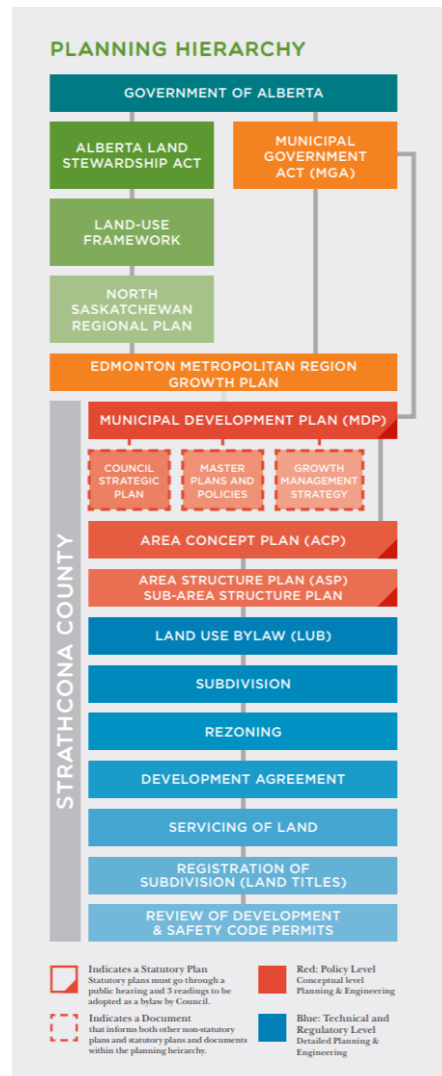 PLANNING HIERARCHY
GOVERNMENT OF ALBERTA
ALBERTA LAND
STEWARDSHIP ACT
MUNICIPAL
GOVERNMENT
ACT (MGA)
LAND-USE
FRAMEWORK
NORTH
SASKATCHEWAN
REGIONAL PLAN
EDMONTON METROPOLITAN REGION
GROWTH PLAN
STRATHCONA COUNTY
MUNICIPAL DEVELOPMENT PLAN (MDP)
COUNCIL
STRATEGIC
PLAN
MASTER
PLANS AND
POLICIES
GROWTH
MANAGEMENT
STRATEGY
AREA CONCEPT PLAN (ACP)
AREA STRUCTURE PLAN (ASP)
SUB-AREA STRUCTURE PLAN
LAND USE BYLAW (LUB)
SUBDIVISION
REZONING
DEVELOPMENT AGREEMENT
SERVICING OF LAND
REGISTRATION OF
SUBDIVISION (LAND TITLES)
REVIEW OF DEVELOPMENT
& SAFETY CODE PERMITS
Indicates a Statutory Plan
Statutory plans must go through a
public hearing and 3 readings to be
adopted as a bylaw by Council.
Indicates a Document
that informs both other non-statutory
plans and statutory plans and documents
within the planning heirarchy.
Red: Policy Level
Conceptual level
Planning & Engineering
Blue: Technical and
Regulatory Level
Detailed Planning &
Engineering